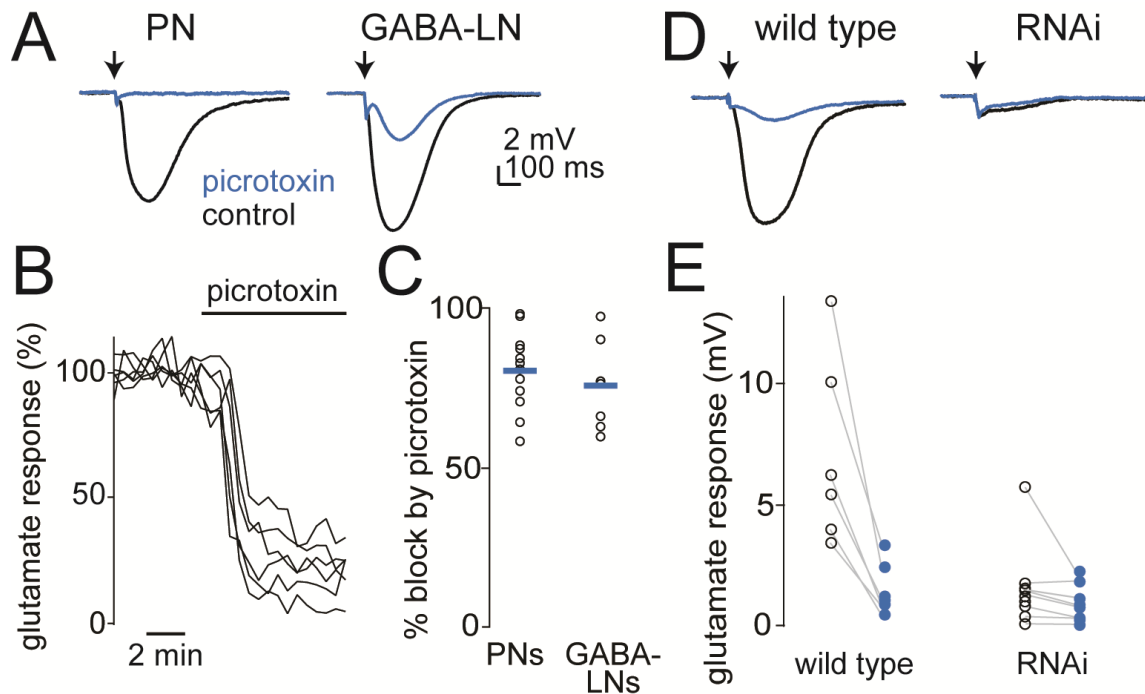 A
PN
GABA-LN
picrotoxin
control
2 mV
100 ms
D
wild type
RNAi
B
picrotoxin
glutamate response (%)
100
50
0
2 min
C
% block by picrotoxin
100
50
0
PNs
GABA-
LNs
E
glutamate response (mV)
10
5
0
wild type
RNAi